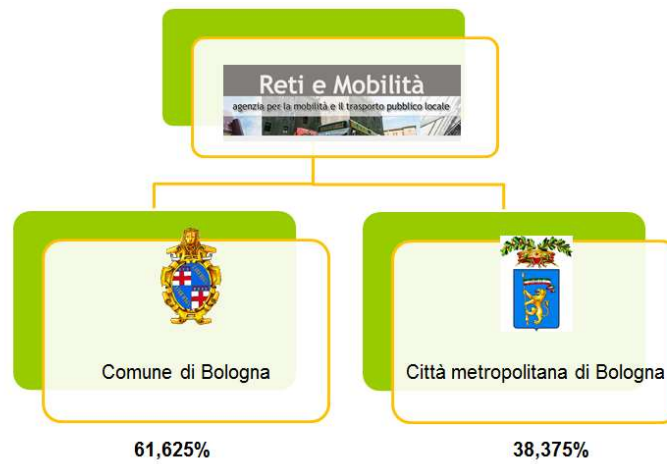 Reti e Mobilità
agenzia per la mobilità e il trasporto pubblico locale
Comune di Bologna
Città metropolitana di Bologna
61,625%
38,375%